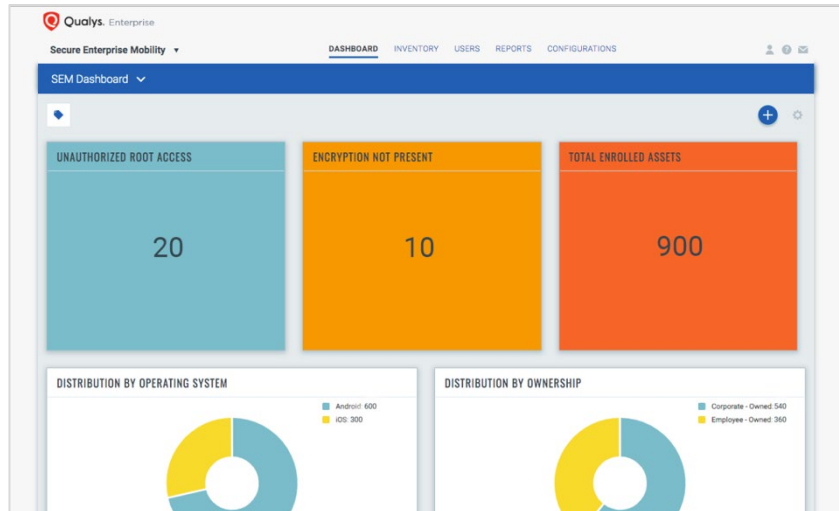 Qualys. Enterprise
Secure Enterprise Mobility
DASHBOARD INVENTORY USERS REPORTS CONFIGURATIONS
SEM Dashboard
UNAUTHORIZED ROOT ACCESS
20
ENCRYPTION NOT PRESENT
10
TOTAL ENROLLED ASSETS
900
DISTRIBUTION BY OPERATING SYSTEM
Android: 600
iOS: 300
DISTRIBUTION BY OWNERSHIP
Corporate - Owned: 540
Employee - Owned: 360